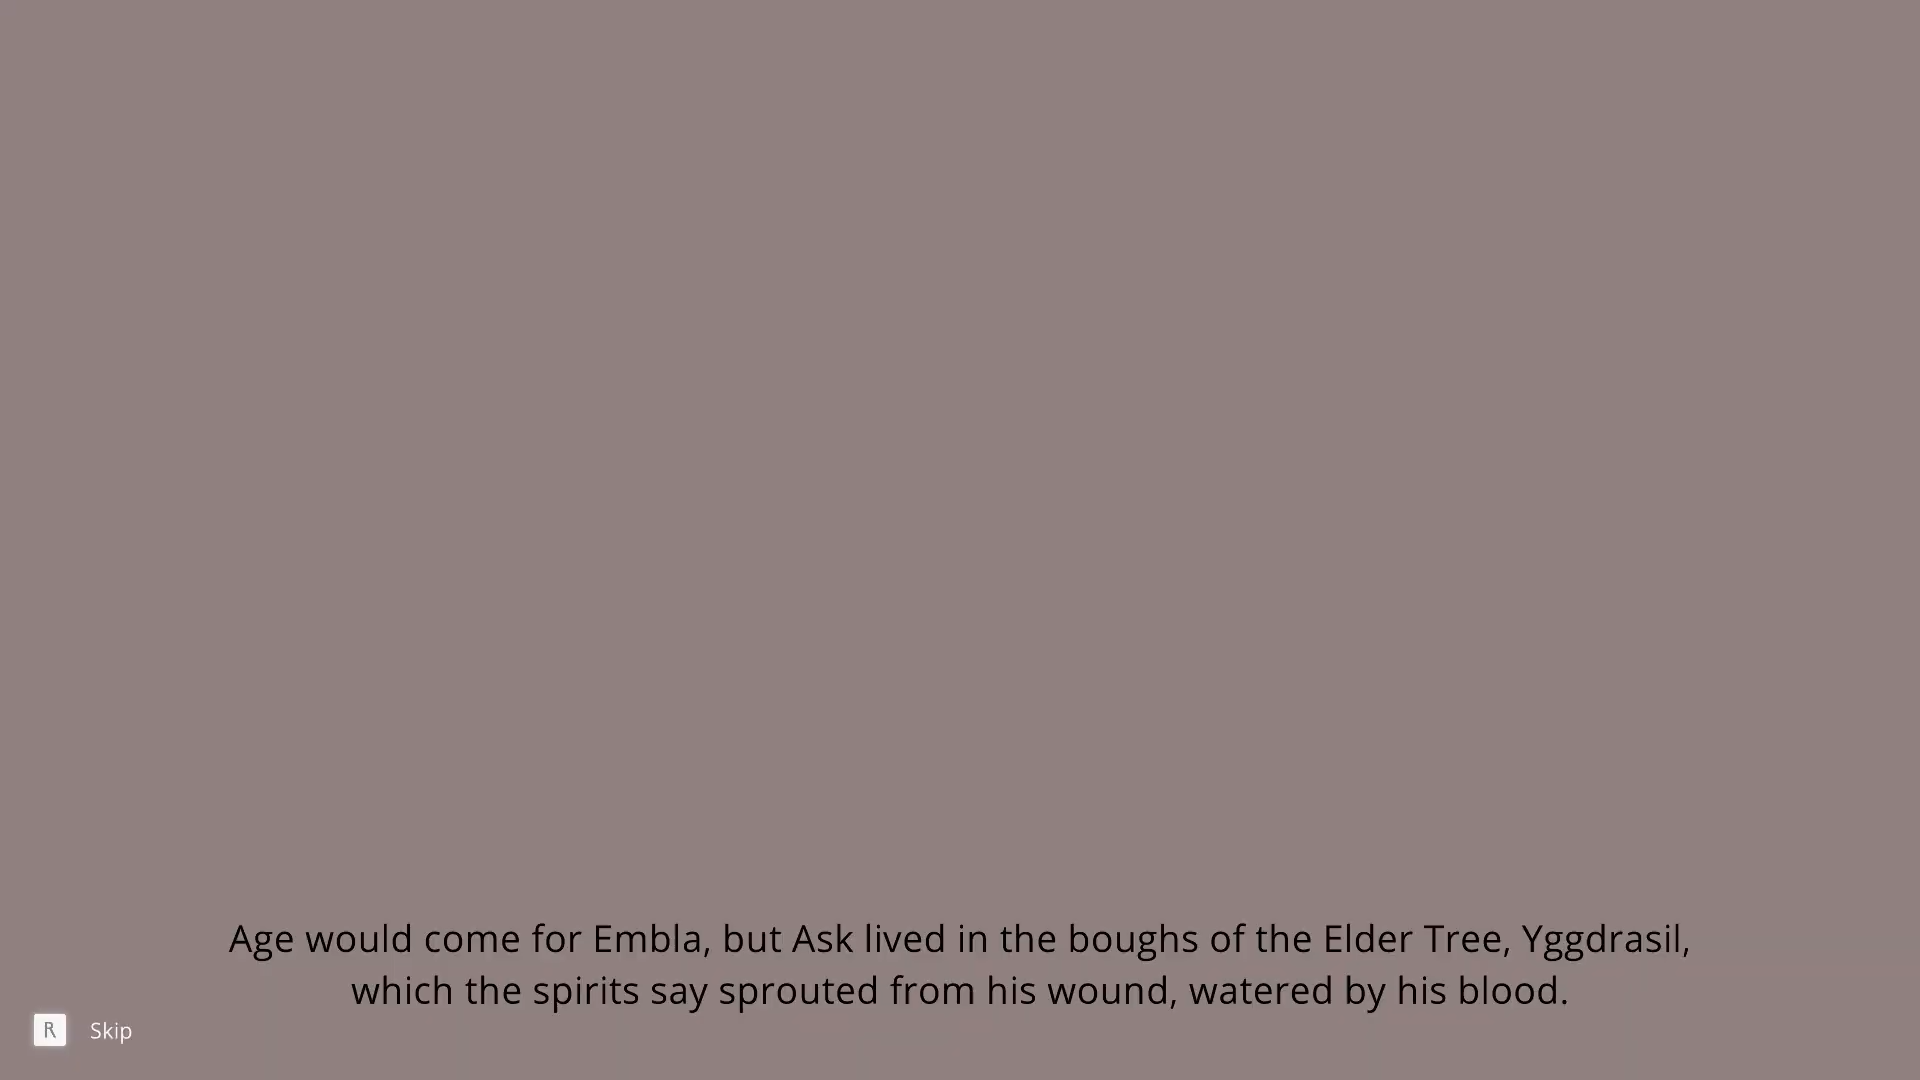 Age would come for Embla, but Ask lived in the boughs of the Elder Tree, Yggdrasil,
which the spirits say sprouted from his wound, watered by his blood.
R Skip